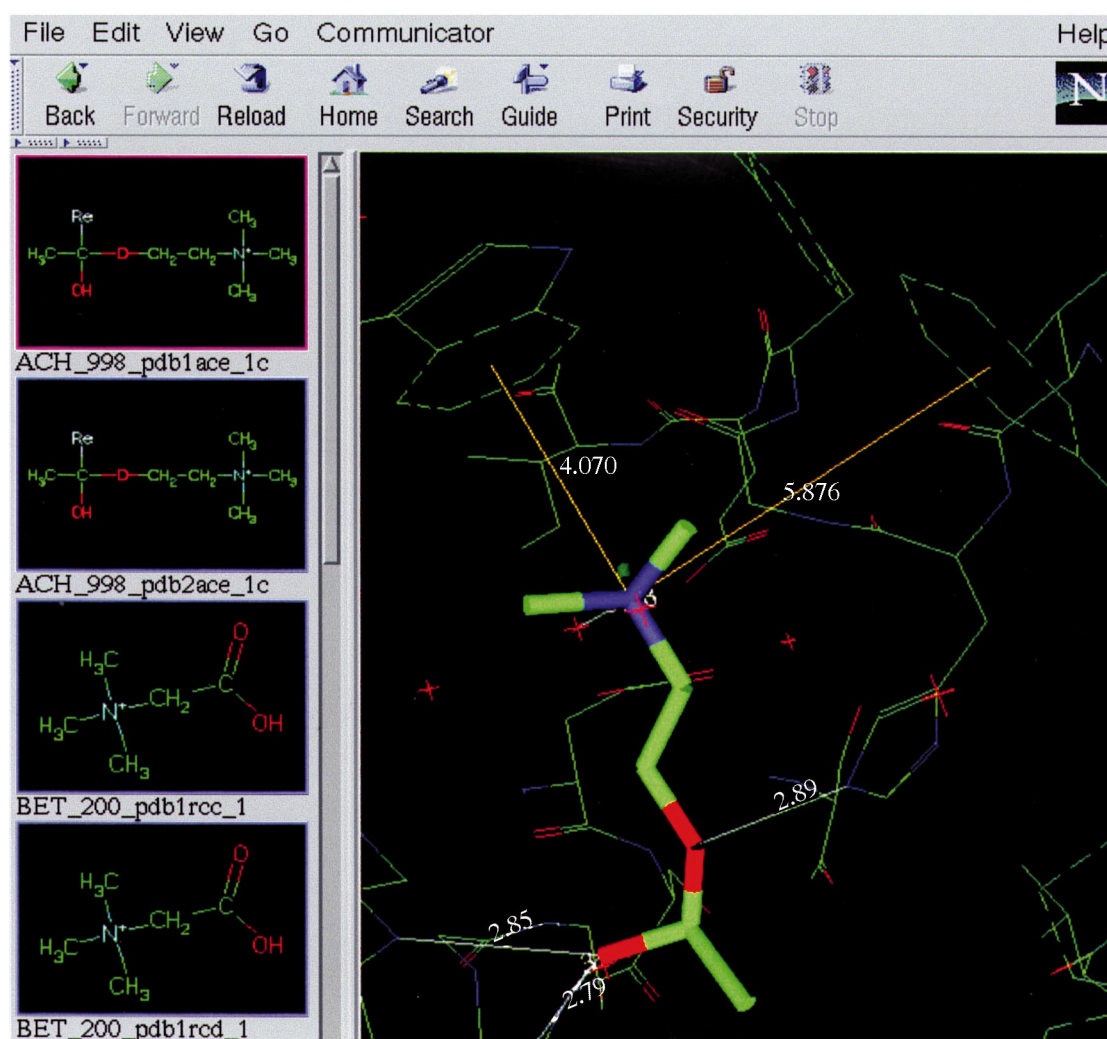 File Edit View Go Communicator Help
Back Forward Reload Home Search Guide Print Security Stop
N
Re
CH₃
H₃C C O CH₂ CH₂ N⁺ CH₃
OH CH₃
ACH_998_pdb1ace_1c
Re
CH₃
H₃C C O CH₂ CH₂ N⁺ CH₃
OH CH₃
ACH_998_pdb2ace_1c
O
H₃C CH₂ C
N⁺
H₃C OH
CH₃
BET_200_pdb1rcc_1
O
H₃C CH₂ C
N⁺
H₃C OH
CH₃
BET_200_pdb1rcd_1
4.070
5.876
2.89
2.85
2.79